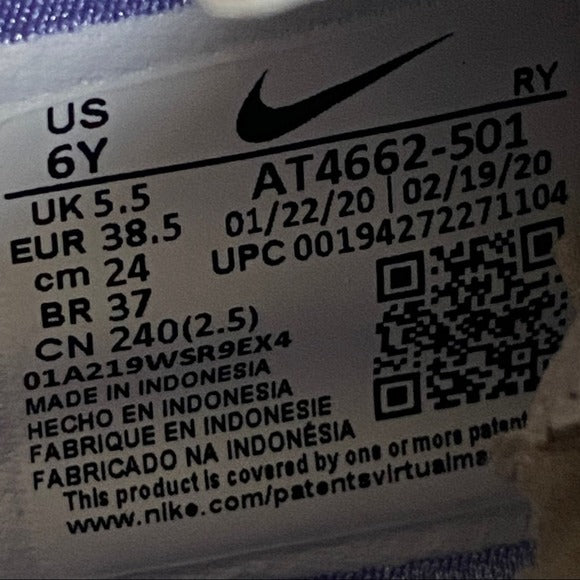 US
6Y
RY
UK 5.5
EUR 38.5
cm 24
BR 37
CN 240(2.5)
AT4662-501
01/22/20 | 02/19/20
UPC 00194272271104
01A219WSR9EX4
MADE IN INDONESIA
HECHO EN INDONESIA
FABRIQUE EN INDONESIE
FABRICADO NA INDONÉSIA
This product is covered by one or more patent
www.nike.com/patentsvirtualma